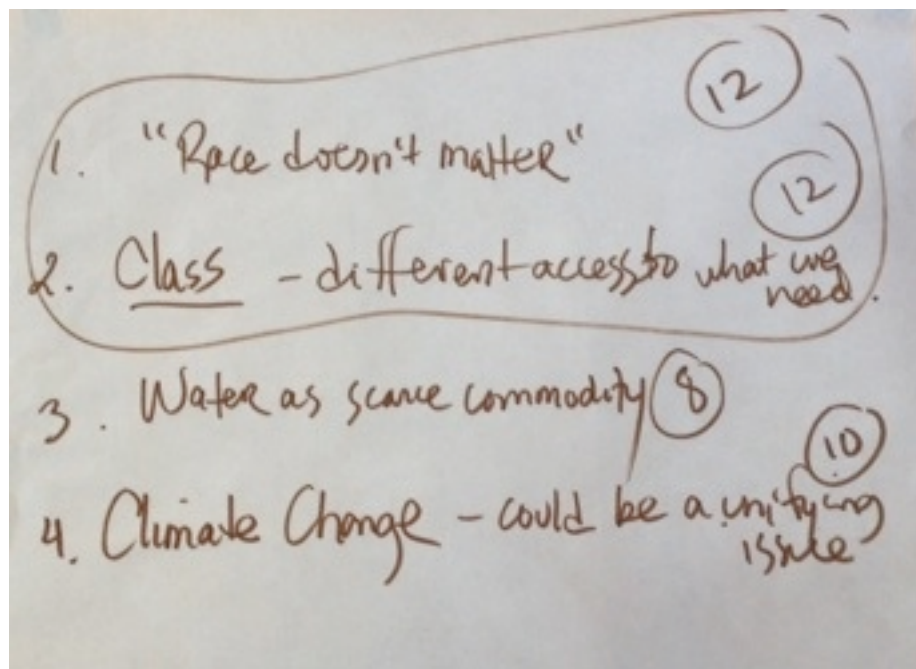 12
1. "Race doesn't matter"
12
2. Class - different access to what we
need.
3. Water as scarce commodity 8
10
4. Climate Change - could be a unifying
issue